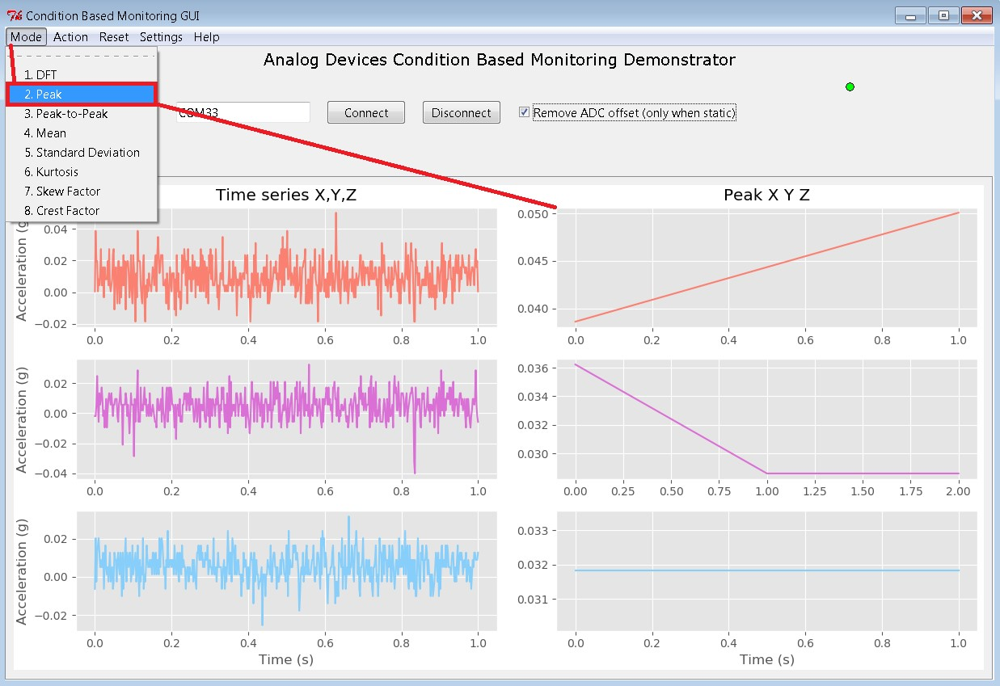 Condition Based Monitoring GUI
Mode Action Reset Settings Help
Analog Devices Condition Based Monitoring Demonstrator
1. DFT
2. Peak
3. Peak-to-Peak
4. Mean
5. Standard Deviation
6. Kurtosis
7. Skew Factor
8. Crest Factor
COM33 Connect Disconnect Remove ADC offset (only when static)
Time series X,Y,Z
Acceleration (g
0.04
0.02
0.00
−0.02
0.0 0.2 0.4 0.6 0.8 1.0
Acceleration (g)
0.02
0.00
−0.02
−0.04
0.0 0.2 0.4 0.6 0.8 1.0
Acceleration (g)
0.02
0.00
−0.02
0.0 0.2 0.4 0.6 0.8 1.0
Time (s)
Peak X Y Z
0.050
0.045
0.040
0.0 0.2 0.4 0.6 0.8 1.0
0.036
0.034
0.032
0.030
0.00 0.25 0.50 0.75 1.00 1.25 1.50 1.75 2.00
0.033
0.032
0.031
0.0 0.2 0.4 0.6 0.8 1.0
Time (s)